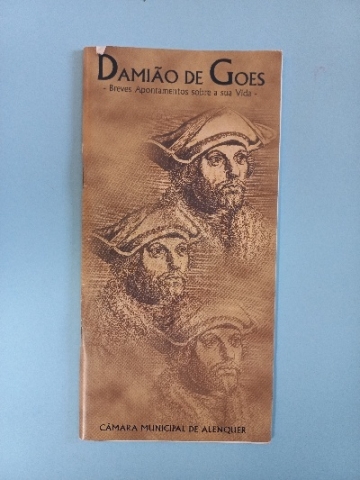 DAMIÃO DE GOES
- Breves Apontamentos sobre a sua Vida -
CÂMARA MUNICIPAL DE ALENQUER